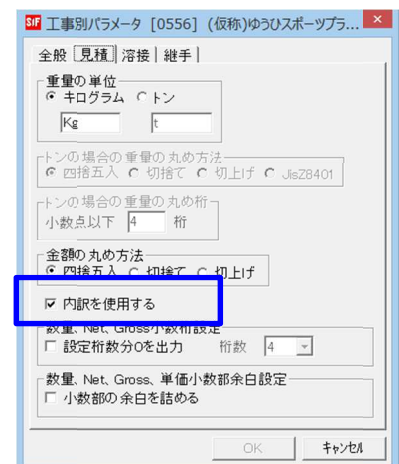 SIF 工事別パラメータ [0556] (仮称)ゆうひスポーツプラ... ×
全般 見積 溶接 継手
重量の単位
キログラム トン
Kg t
トンの場合の重量の丸め方法
四捨五入 切捨て 切上げ JisZ8401
トンの場合の重量の丸め桁
小数点以下 4 桁
金額の丸め方法
四捨五入 切捨て 切上げ
内訳を使用する
数量、Net、Gross小数桁設定
設定桁数分0を出力 桁数 4
数量、Net、Gross、単価小数部余白設定
小数部の余白を詰める
OK キャンセル